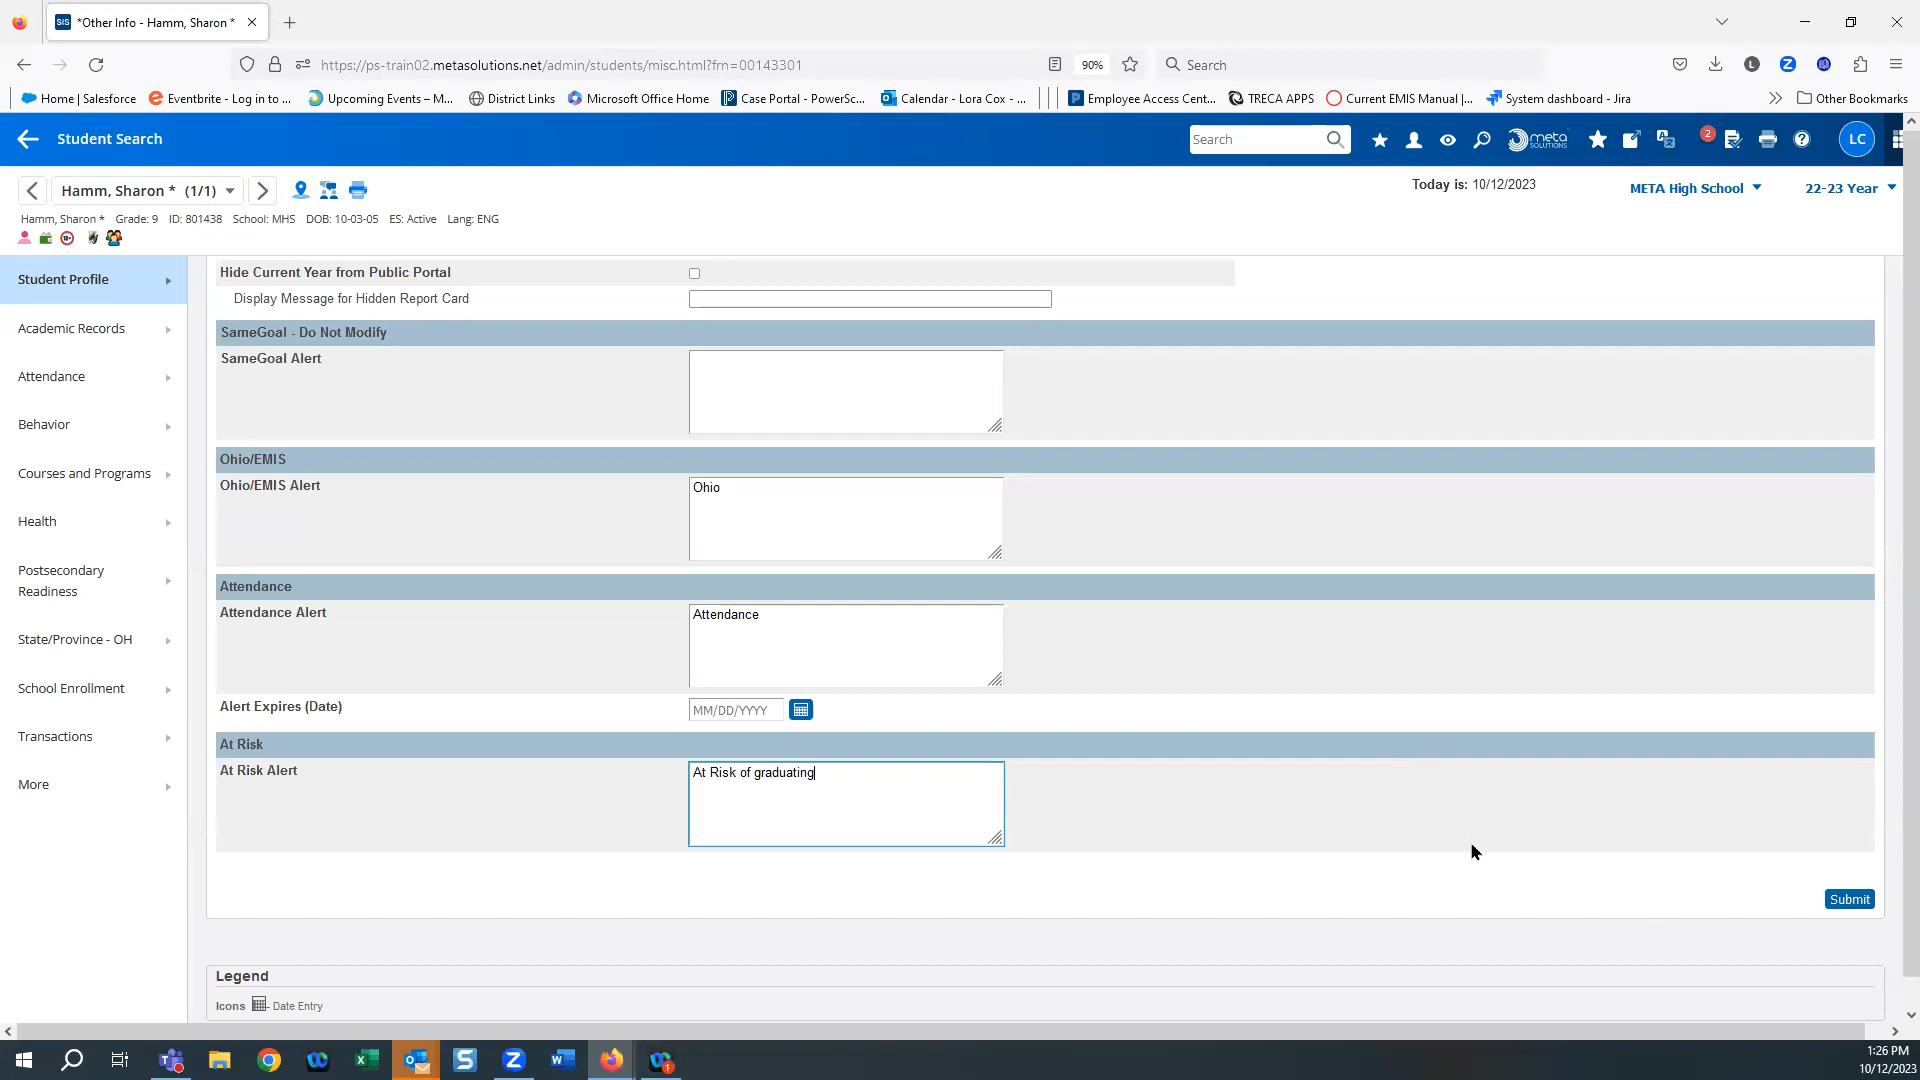 SIS *Other Info - Hamm, Sharon *
https://ps-train02.metasolutions.net/admin/students/misc.html?frn=00143301
90%
Search
Home | Salesforce
Eventbrite - Log in to ...
Upcoming Events – M...
District Links
Microsoft Office Home
Case Portal - PowerSc...
Calendar - Lora Cox - ...
Employee Access Cent...
TRECA APPS
Current EMIS Manual |...
System dashboard - Jira
Other Bookmarks
Student Search
Search
meta
SOLUTIONS
2
LC
Hamm, Sharon * (1/1)
Today is: 10/12/2023
META High School
22-23 Year
Hamm, Sharon * Grade: 9 ID: 801438 School: MHS DOB: 10-03-05 ES: Active Lang: ENG
Student Profile
Academic Records
Attendance
Behavior
Courses and Programs
Health
Postsecondary
Readiness
State/Province - OH
School Enrollment
Transactions
More
Hide Current Year from Public Portal
Display Message for Hidden Report Card
SameGoal - Do Not Modify
SameGoal Alert
Ohio/EMIS
Ohio/EMIS Alert
Ohio
Attendance
Attendance Alert
Attendance
Alert Expires (Date)
MM/DD/YYYY
At Risk
At Risk Alert
At Risk of graduating
Submit
Legend
Icons - Date Entry
1:26 PM
10/12/2023